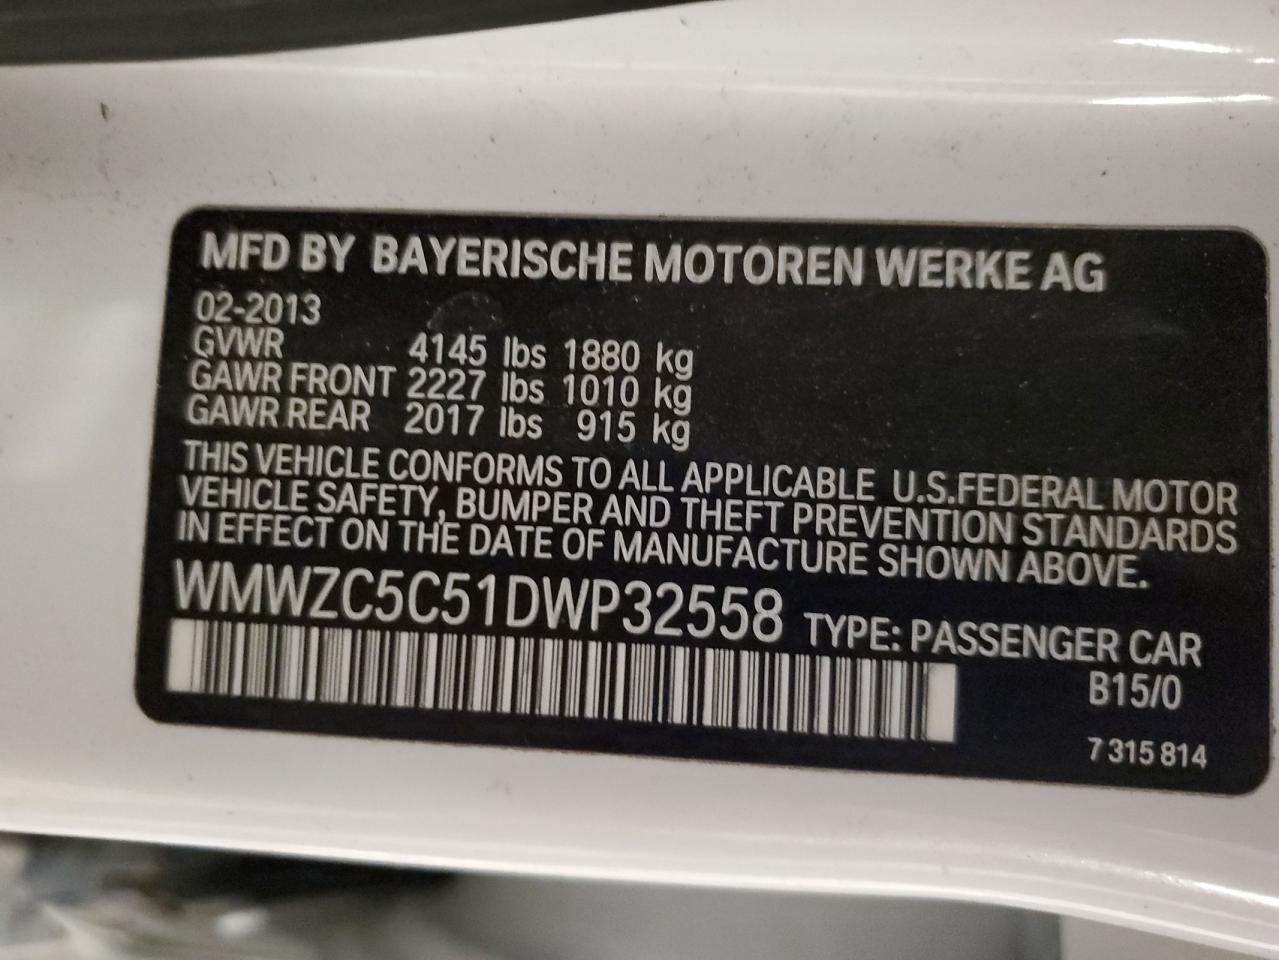 MFD BY BAYERISCHE MOTOREN WERKE AG
02-2013
GVWR 4145 lbs 1880 kg
GAWR FRONT 2227 lbs 1010 kg
GAWR REAR 2017 lbs 915 kg
THIS VEHICLE CONFORMS TO ALL APPLICABLE U.S.FEDERAL MOTOR
VEHICLE SAFETY, BUMPER AND THEFT PREVENTION STANDARDS
IN EFFECT ON THE DATE OF MANUFACTURE SHOWN ABOVE.
WMWZC5C51DWP32558 TYPE: PASSENGER CAR
B15/0
7 315 814